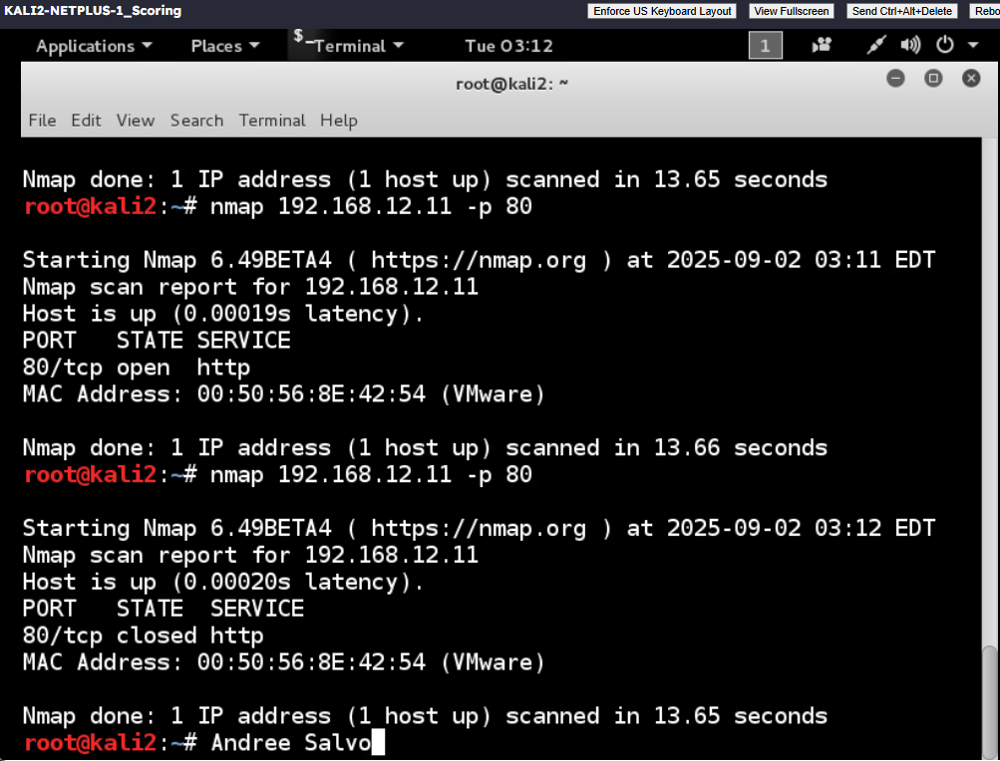 KALI2-NETPLUS-1_Scoring
Enforce US Keyboard Layout View Fullscreen Send Ctrl+Alt+Delete Rebo
Applications Places $_Terminal Tue 03:12 1
root@kali2: ~
File Edit View Search Terminal Help
Nmap done: 1 IP address (1 host up) scanned in 13.65 seconds
root@kali2:~# nmap 192.168.12.11 -p 80
Starting Nmap 6.49BETA4 ( https://nmap.org ) at 2025-09-02 03:11 EDT
Nmap scan report for 192.168.12.11
Host is up (0.00019s latency).
PORT   STATE SERVICE
80/tcp open  http
MAC Address: 00:50:56:8E:42:54 (VMware)
Nmap done: 1 IP address (1 host up) scanned in 13.66 seconds
root@kali2:~# nmap 192.168.12.11 -p 80
Starting Nmap 6.49BETA4 ( https://nmap.org ) at 2025-09-02 03:12 EDT
Nmap scan report for 192.168.12.11
Host is up (0.00020s latency).
PORT   STATE  SERVICE
80/tcp closed http
MAC Address: 00:50:56:8E:42:54 (VMware)
Nmap done: 1 IP address (1 host up) scanned in 13.65 seconds
root@kali2:~# Andree Salvo